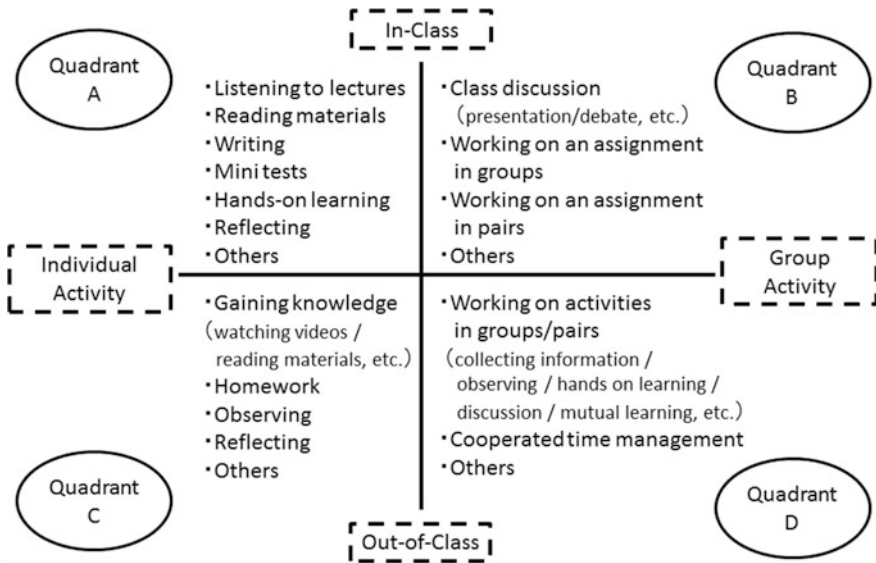 In-Class
Quadrant
A
・Listening to lectures
・Reading materials
・Writing
・Mini tests
・Hands-on learning
・Reflecting
・Others
・Class discussion
(presentation/debate, etc.)
・Working on an assignment
in groups
・Working on an assignment
in pairs
・Others
Quadrant
B
Individual
Activity
Group
Activity
・Gaining knowledge
(watching videos /
reading materials, etc.)
・Homework
・Observing
・Reflecting
・Others
・Working on activities
in groups/pairs
(collecting information /
observing / hands on learning /
discussion / mutual learning, etc.)
・Cooperated time management
・Others
Quadrant
C
Quadrant
D
Out-of-Class